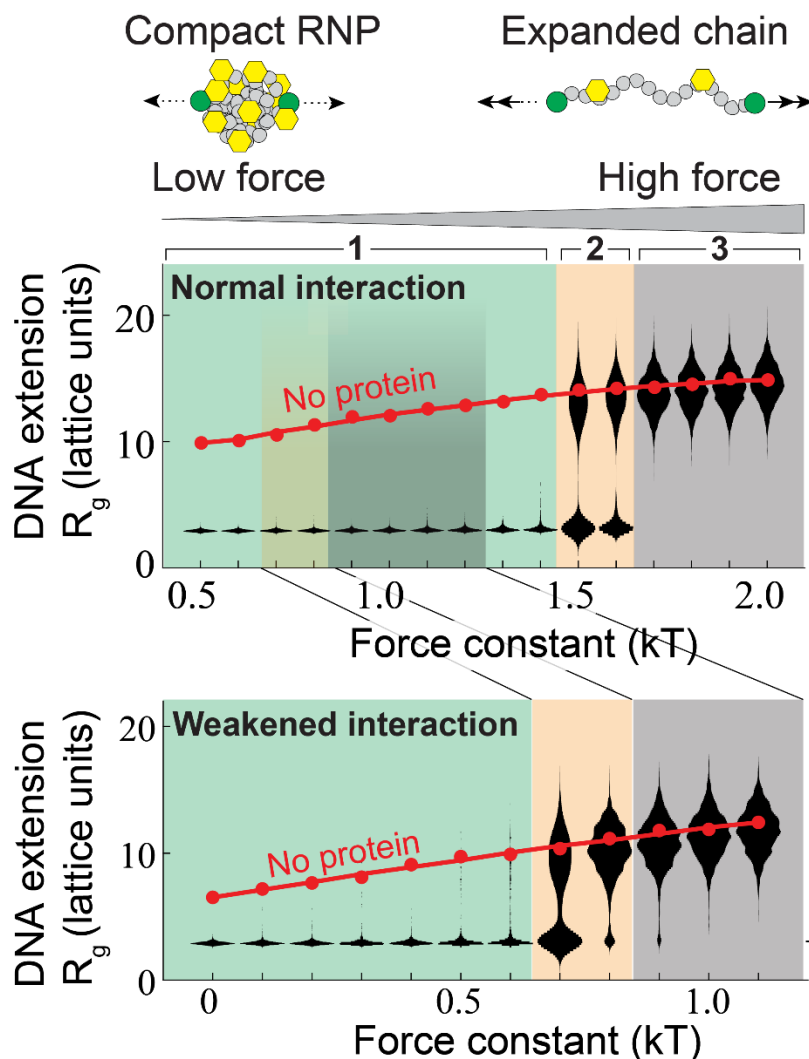 Compact RNP
Expanded chain
Low force
High force
1
2
3
Normal interaction
No protein
DNA extension
Rg (lattice units)
20
10
0
0.5
1.0
1.5
2.0
Force constant (kT)
Weakened interaction
No protein
DNA extension
Rg (lattice units)
20
10
0
0
0.5
1.0
Force constant (kT)